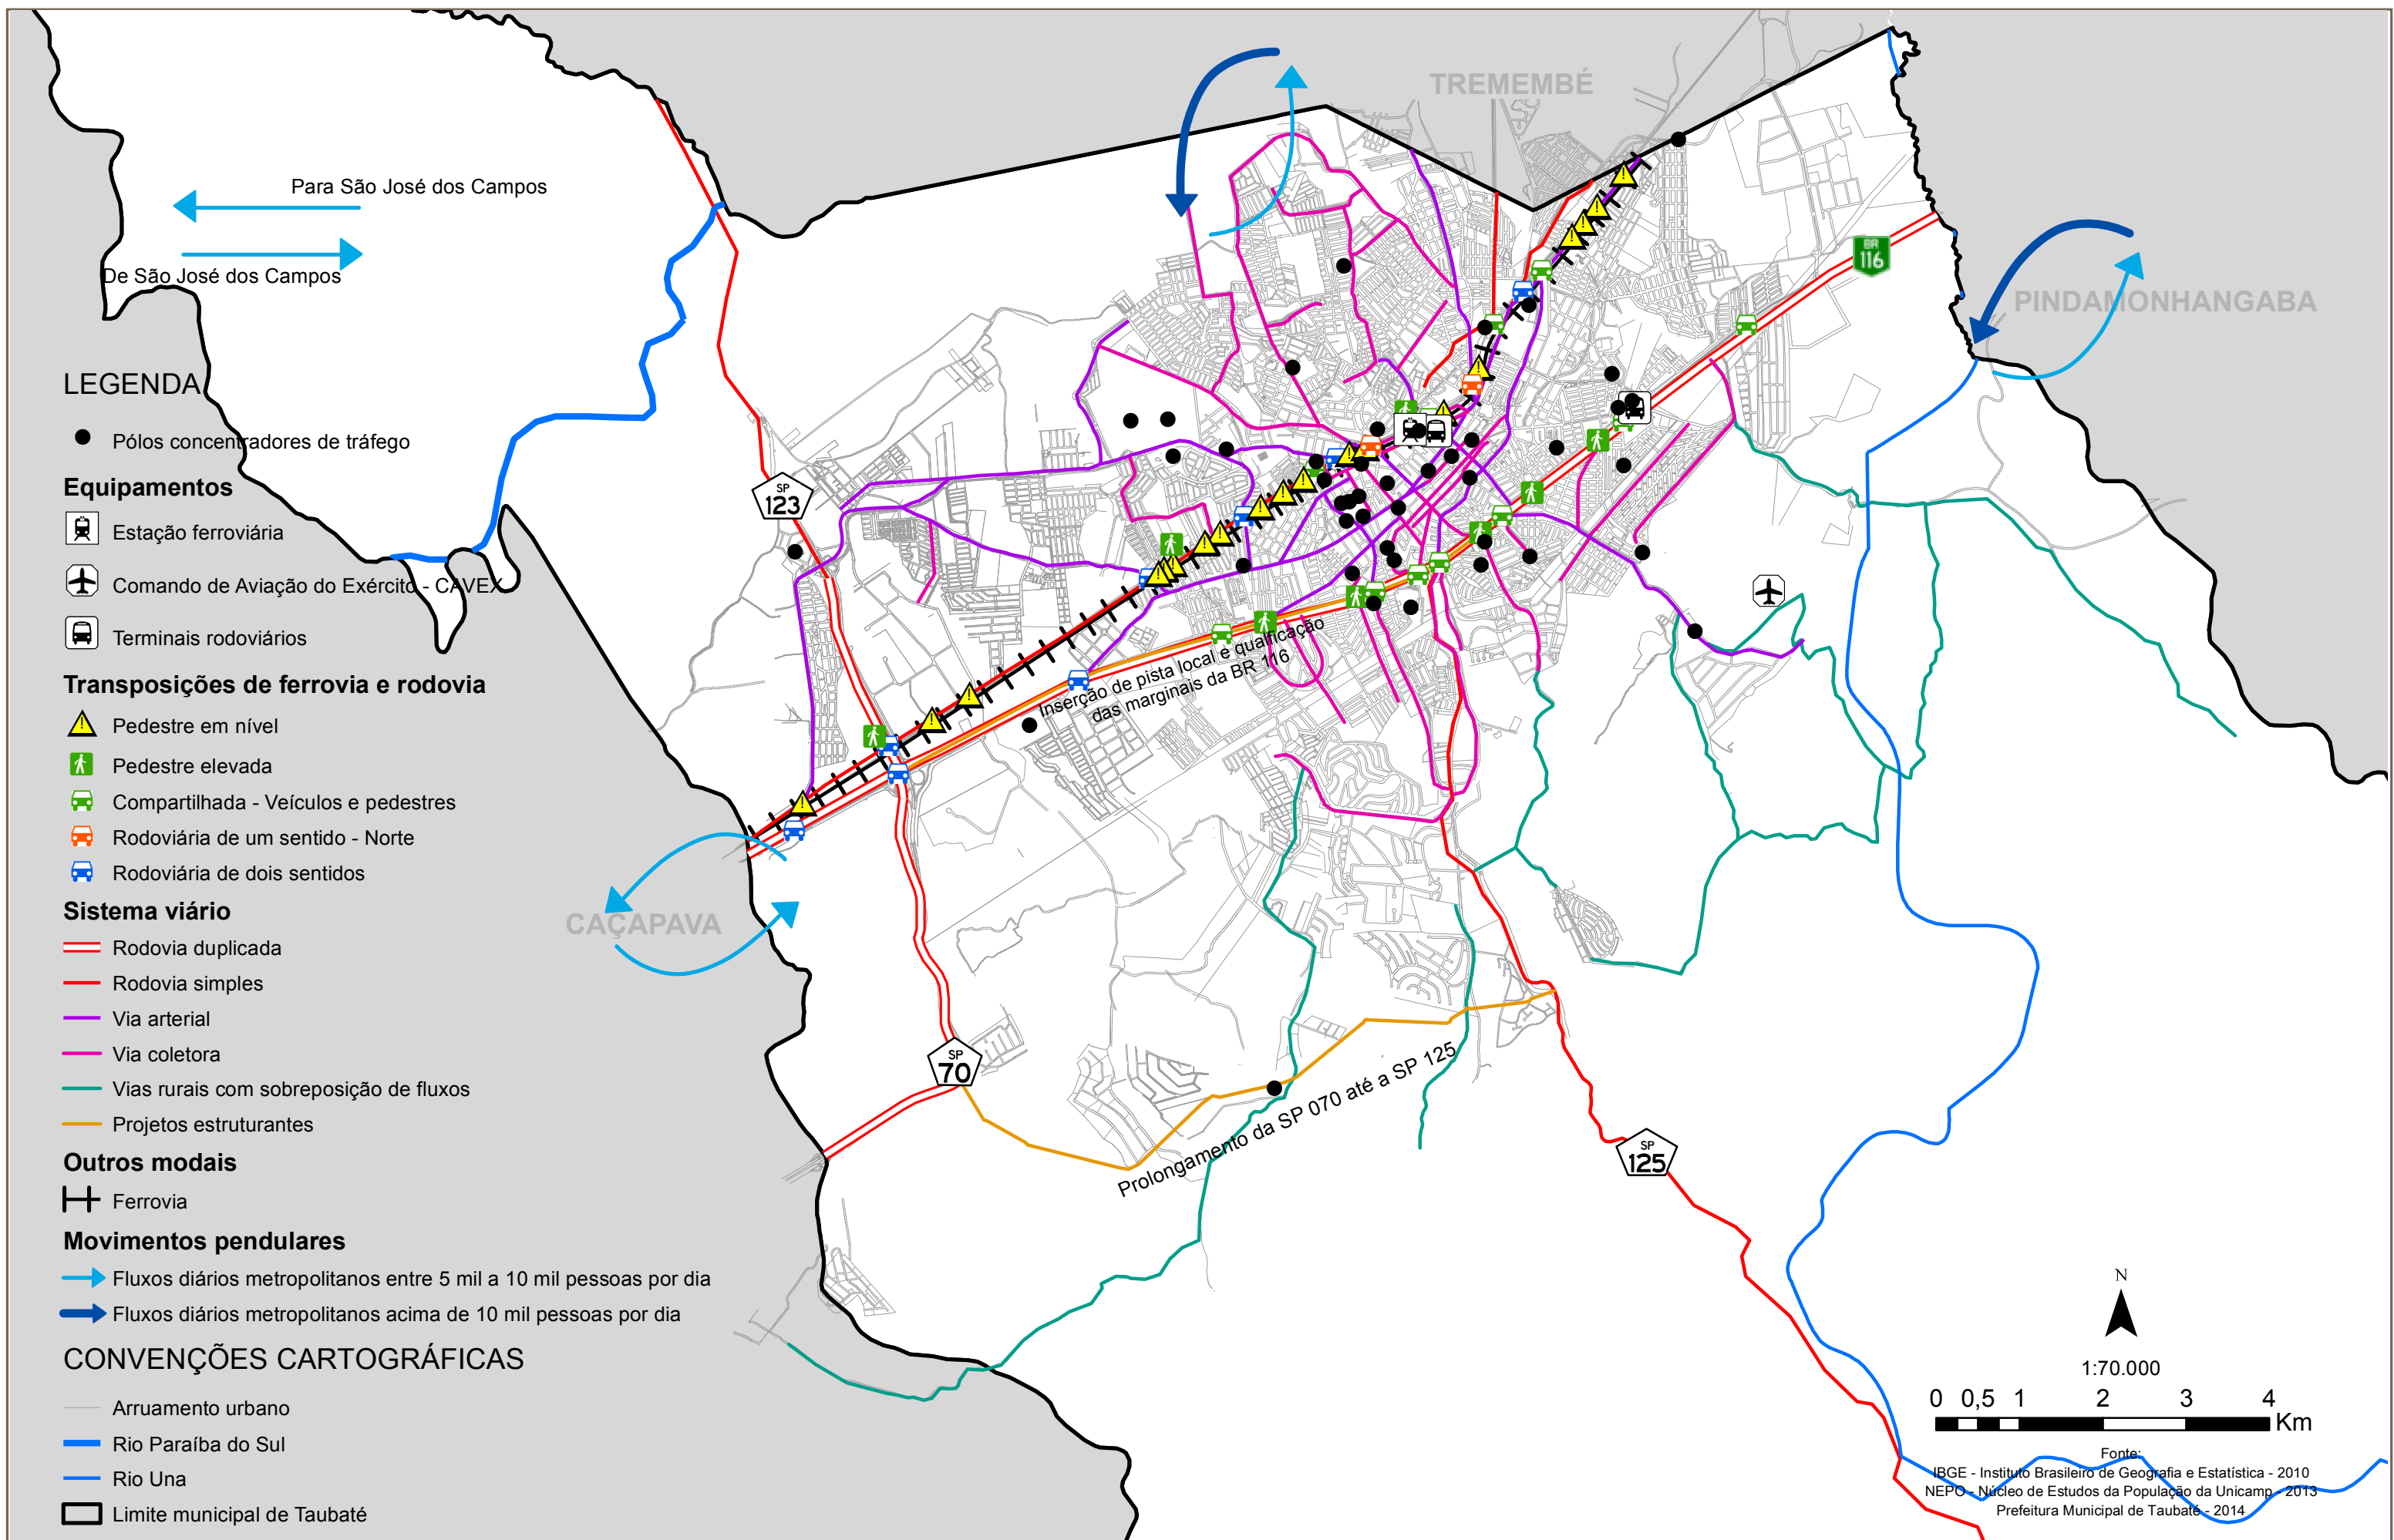 TREMEMBÉ
Para São José dos Campos
De São José dos Campos
BR
116
PINDAMONHANGABA
LEGENDA
Pólos concentradores de tráfego
Equipamentos
Estação ferroviária
Comando de Aviação do Exército - CAVEX
Terminais rodoviários
Transposições de ferrovia e rodovia
Pedestre em nível
Pedestre elevada
Compartilhada - Veículos e pedestres
Rodoviária de um sentido - Norte
Rodoviária de dois sentidos
Sistema viário
Rodovia duplicada
Rodovia simples
Via arterial
Via coletora
Vias rurais com sobreposição de fluxos
Projetos estruturantes
Outros modais
Ferrovia
Movimentos pendulares
Fluxos diários metropolitanos entre 5 mil a 10 mil pessoas por dia
Fluxos diários metropolitanos acima de 10 mil pessoas por dia
CONVENÇÕES CARTOGRÁFICAS
Arruamento urbano
Rio Paraíba do Sul
Rio Una
Limite municipal de Taubaté
SP
123
Inserção de pista local e qualificação
das marginais da BR 116
CAÇAPAVA
SP
70
Prolongamento da SP 070 até a SP 125
SP
125
N
1:70.000
0 0,5 1 2 3 4
Km
Fonte:
IBGE - Instituto Brasileiro de Geografia e Estatística - 2010
NEPO - Núcleo de Estudos da População da Unicamp - 2013
Prefeitura Municipal de Taubaté - 2014